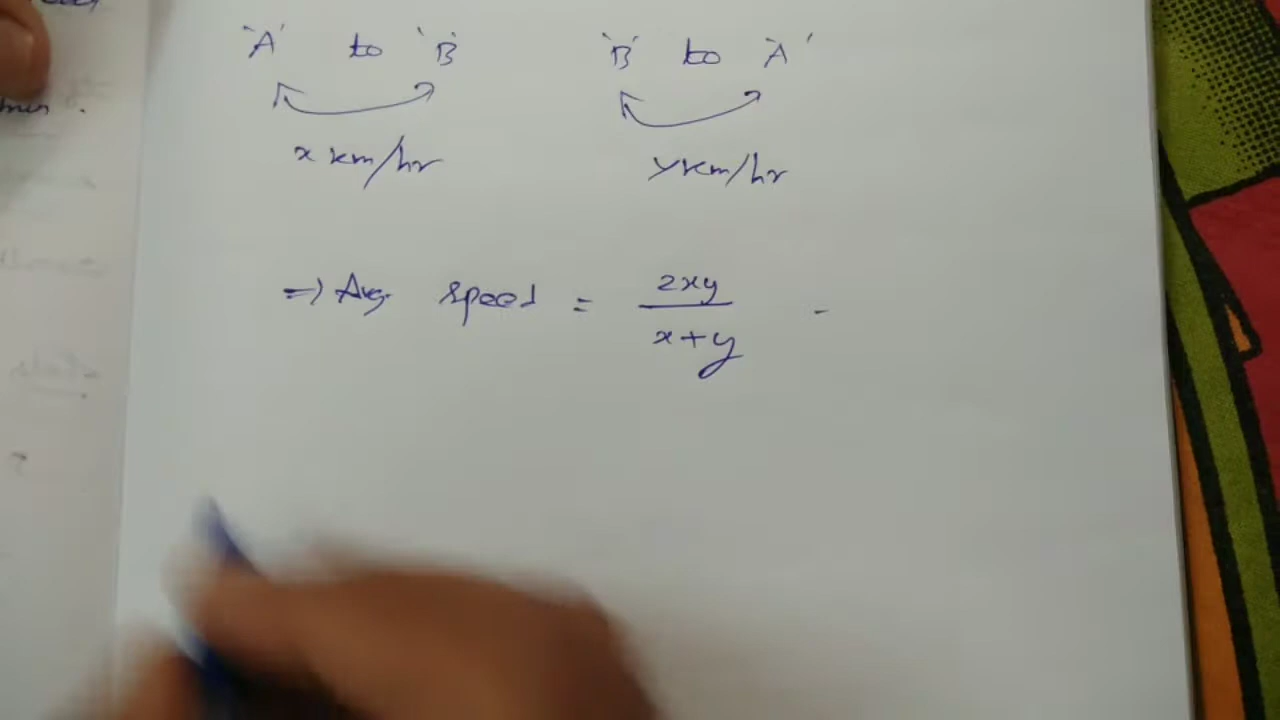 'A' to 'B' 'B' to 'A'
x km/hr y km/hr
=> Avg. speed = 2xy / x+y